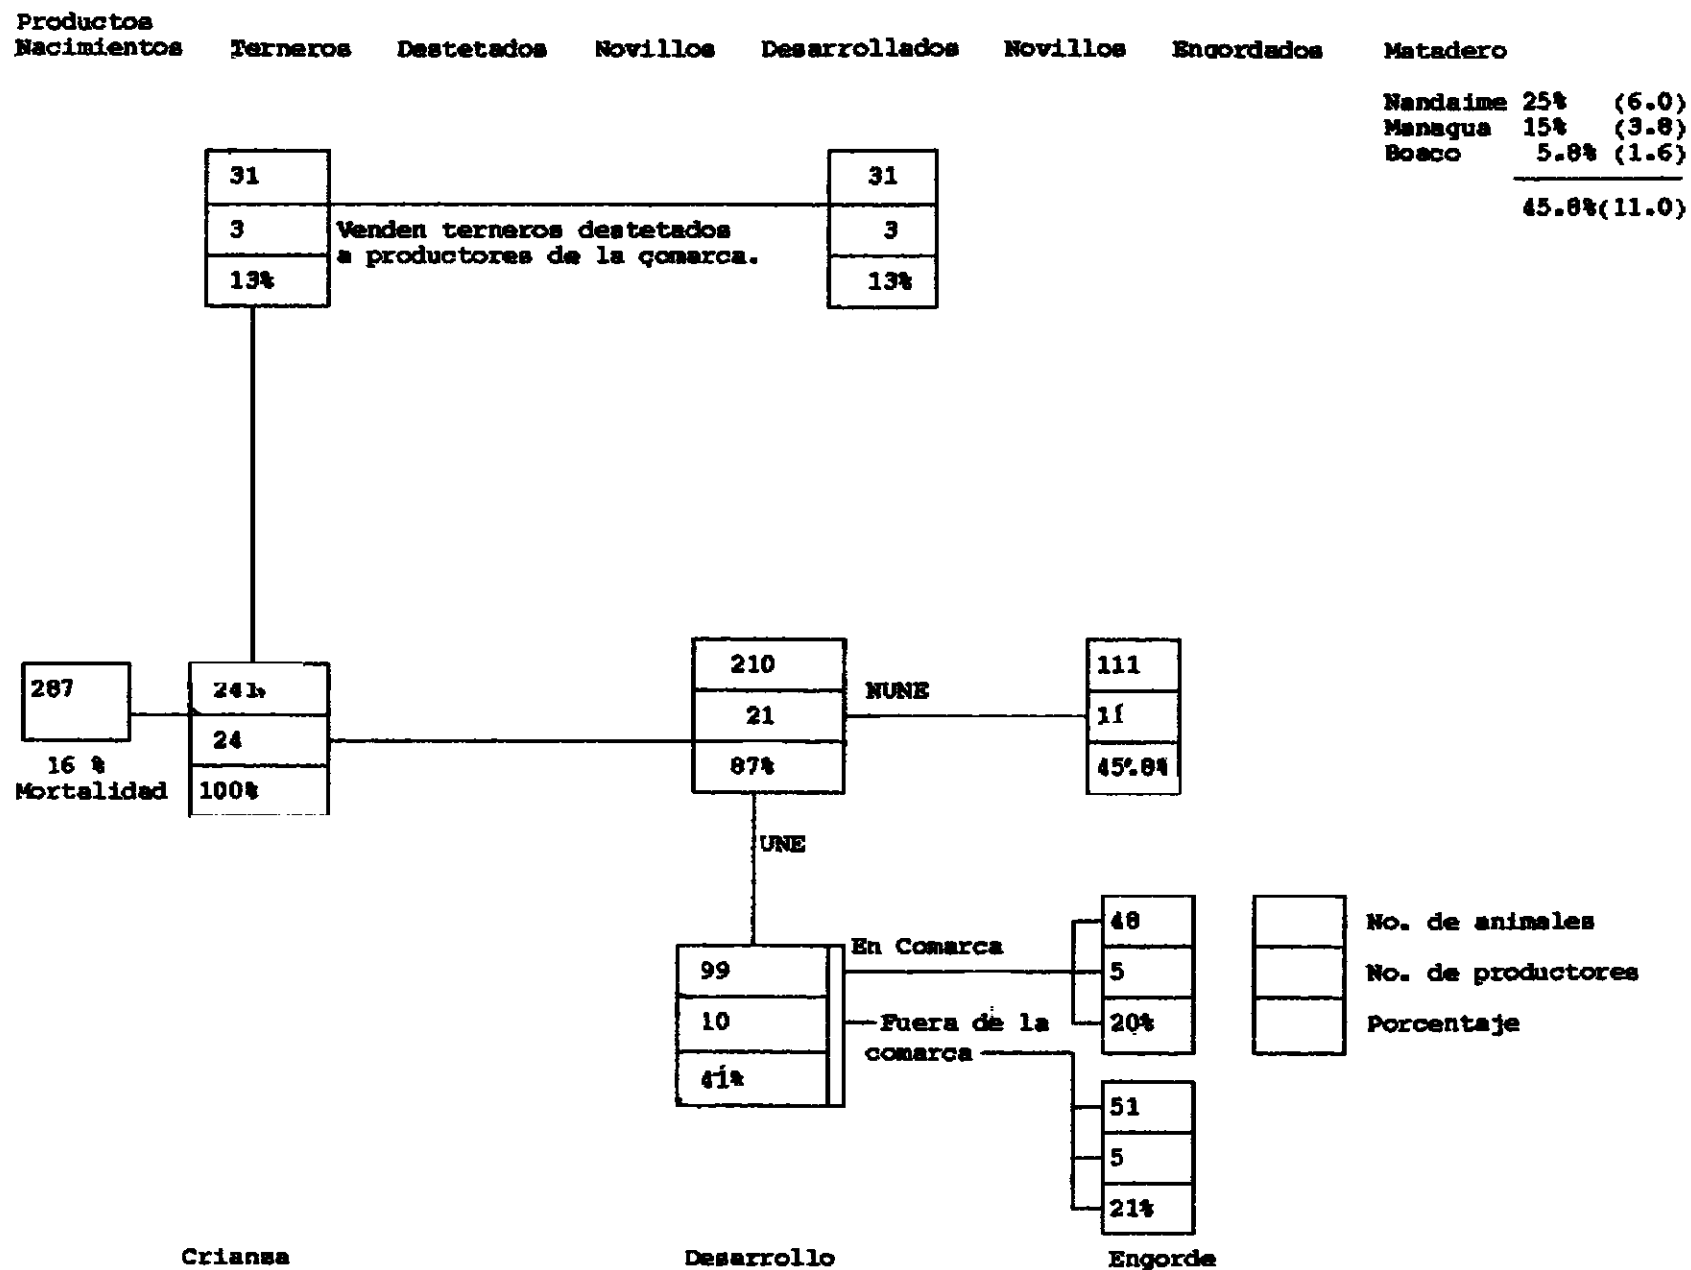 Productos
Nacimientos Terneros Destetados Novillos Desarrollados Novillos Engordados Matadero
Nandaime 25% (6.0)
Managua 15% (3.8)
Boaco 5.8% (1.6)
45.8%(11.0)
31
3
13%
Venden terneros destetados
a productores de la comarca.
31
3
13%
287
16 %
Mortalidad
241
24
100%
210
21
87%
NUNE
111
11
45.8%
UNE
99
10
41%
En Comarca
Fuera de la
comarca
48
5
20%
51
5
21%
No. de animales
No. de productores
Porcentaje
Criansa Desarrollo Engorde